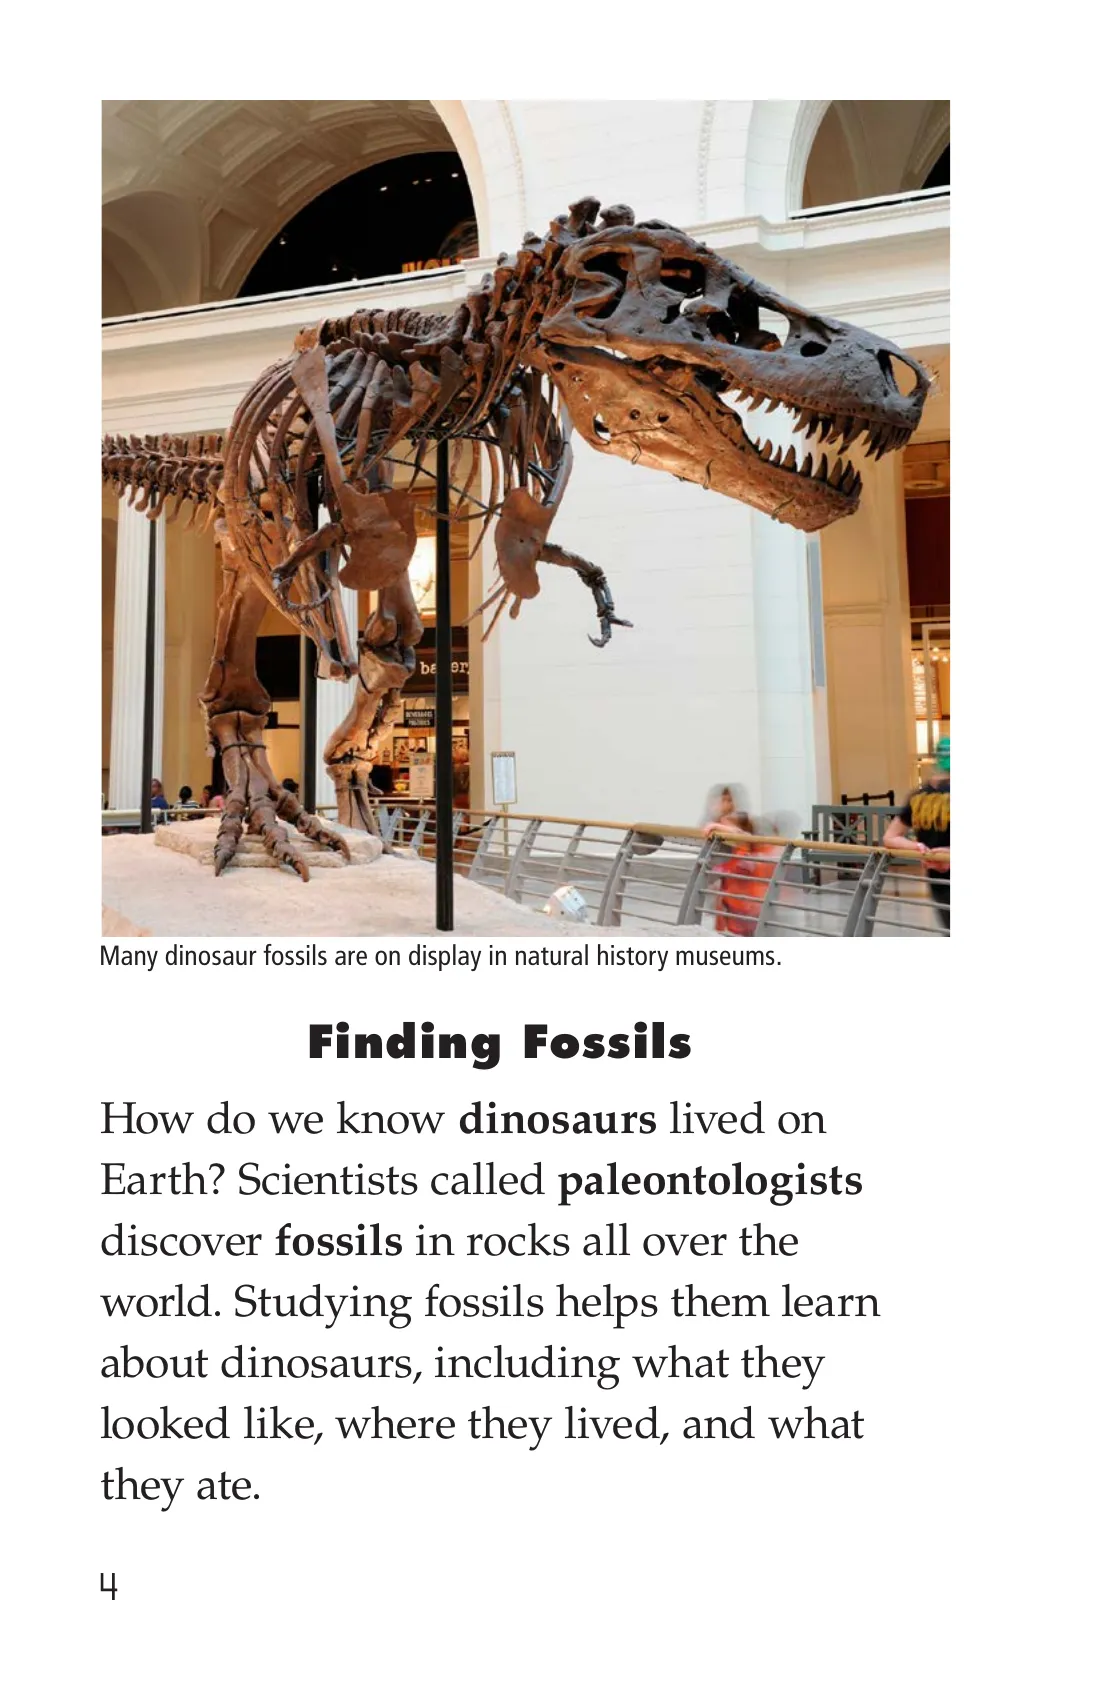 bakery
Many dinosaur fossils are on display in natural history museums.
Finding Fossils
How do we know dinosaurs lived on
Earth? Scientists called paleontologists
discover fossils in rocks all over the
world. Studying fossils helps them learn
about dinosaurs, including what they
looked like, where they lived, and what
they ate.
4